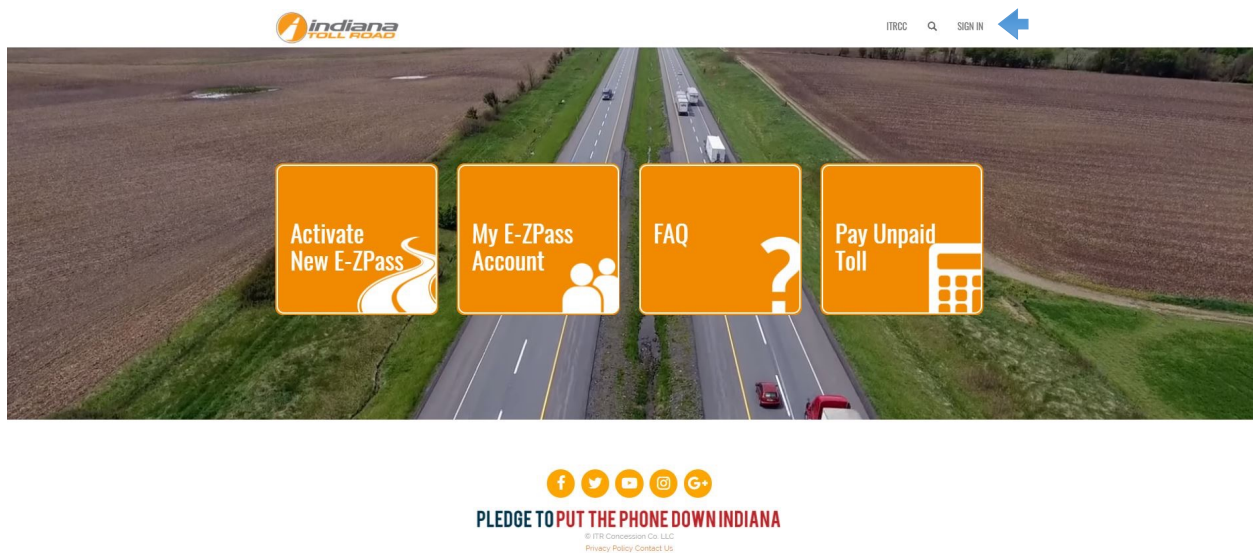 indiana
TOLL ROAD
ITRCC
SIGN IN
Activate
New E-ZPass
My E-ZPass
Account
FAQ
?
Pay Unpaid
Toll
f
G+
PLEDGE TO PUT THE PHONE DOWN INDIANA
© ITR Concession Co. LLC
Privacy Policy Contact Us